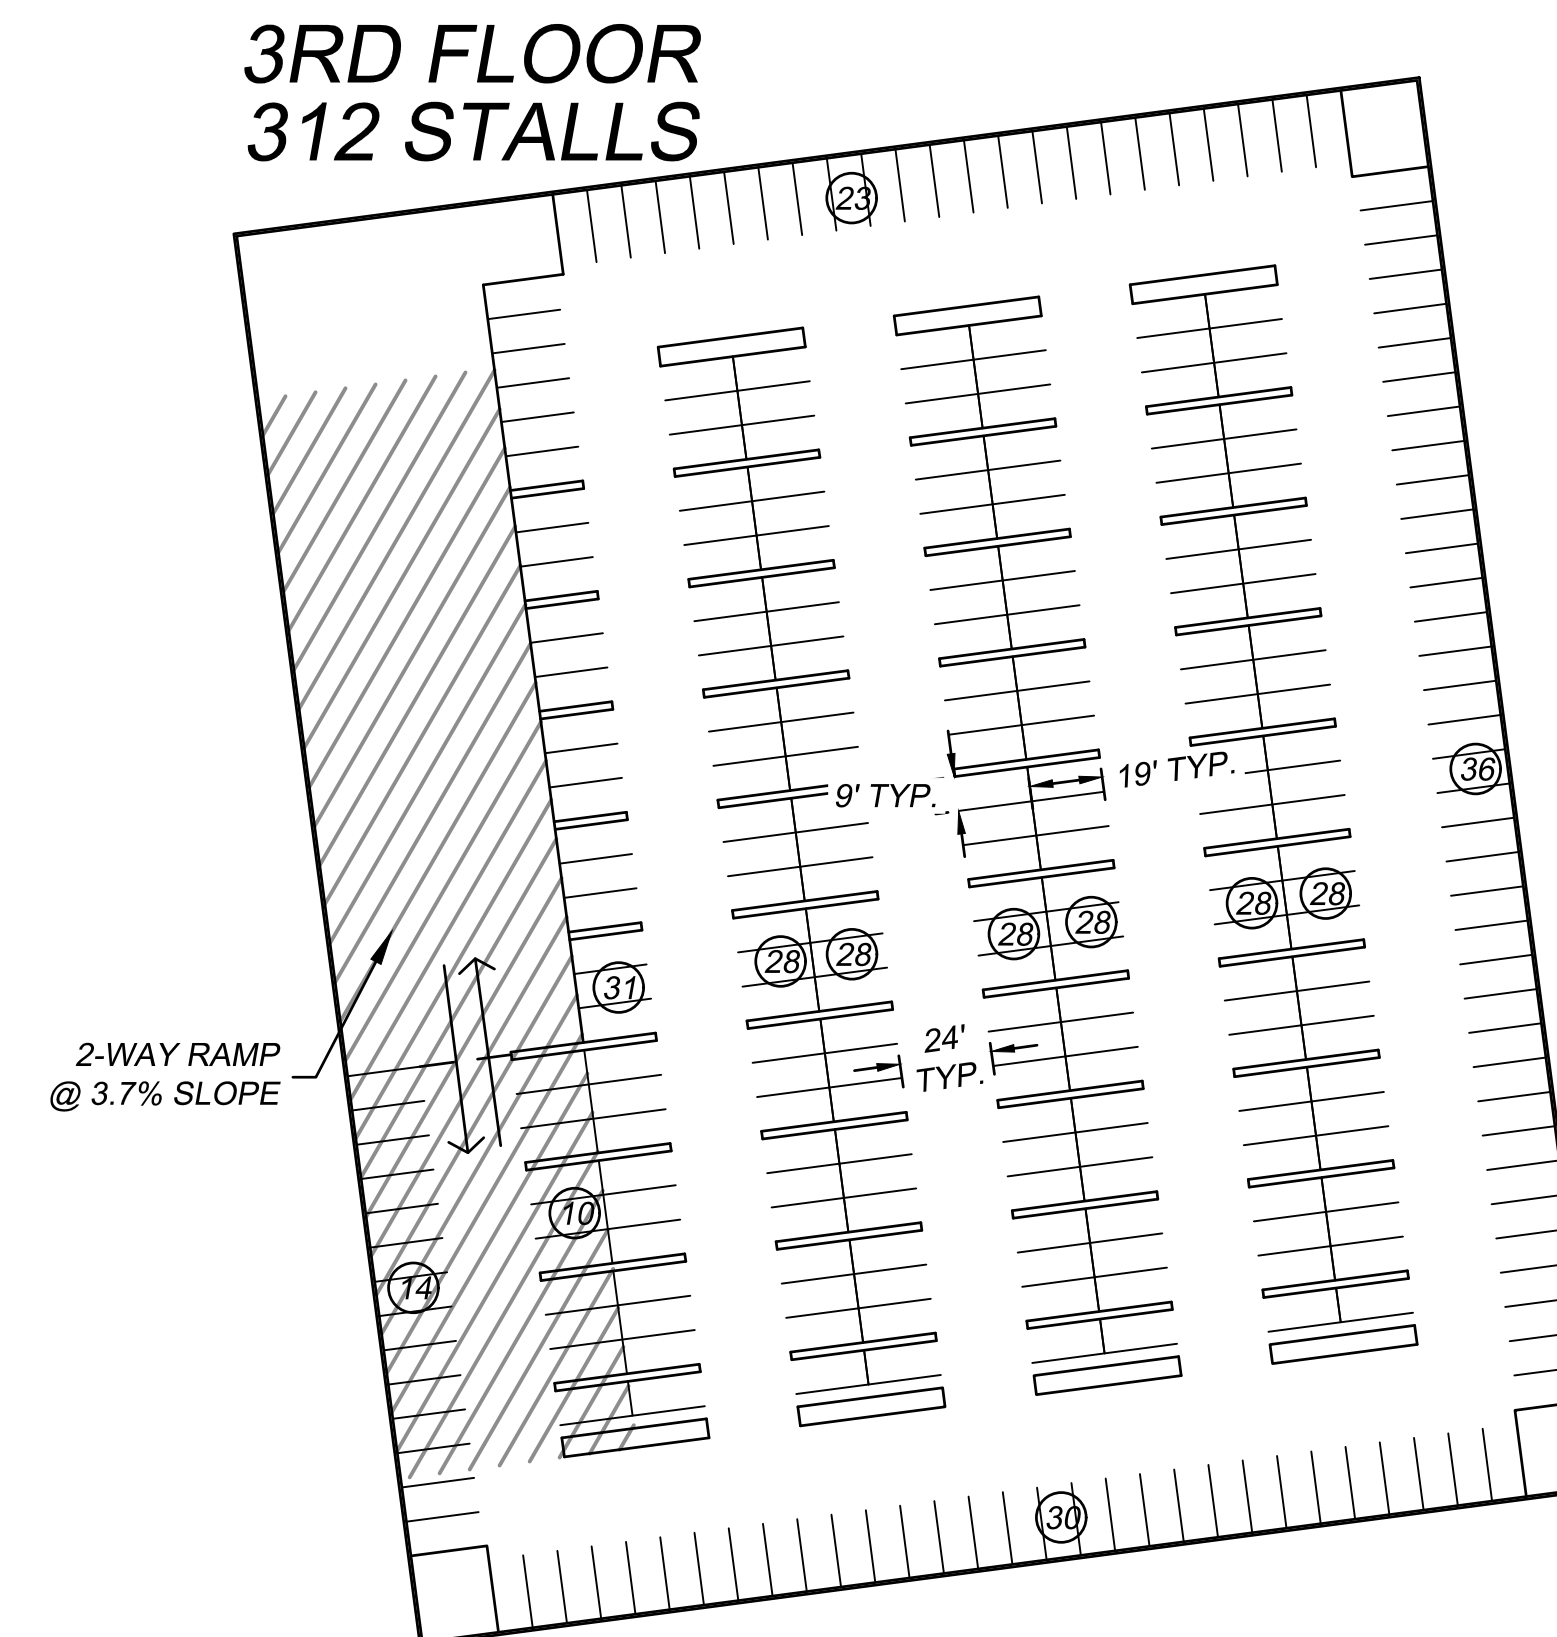 3RD FLOOR
312 STALLS
23
36
9' TYP.
19' TYP.
28
28
28
28
28
28
31
24'
TYP.
2-WAY RAMP
@ 3.7% SLOPE
10
14
30